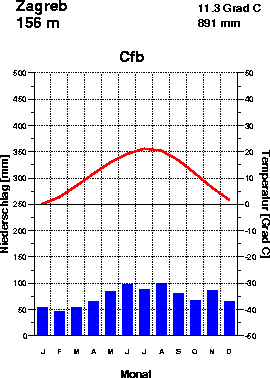 Zagreb 11.3 Grad C
156 m 891 mm
Cfb
500 50
450 40
400 30
350 20
300 10
250 0
200 -10
150 -20
100 -30
50 -40
0 -50
Niederschlag [mm]
Temperatur [Grad C]
J F M A M J J A S O N D
Monat